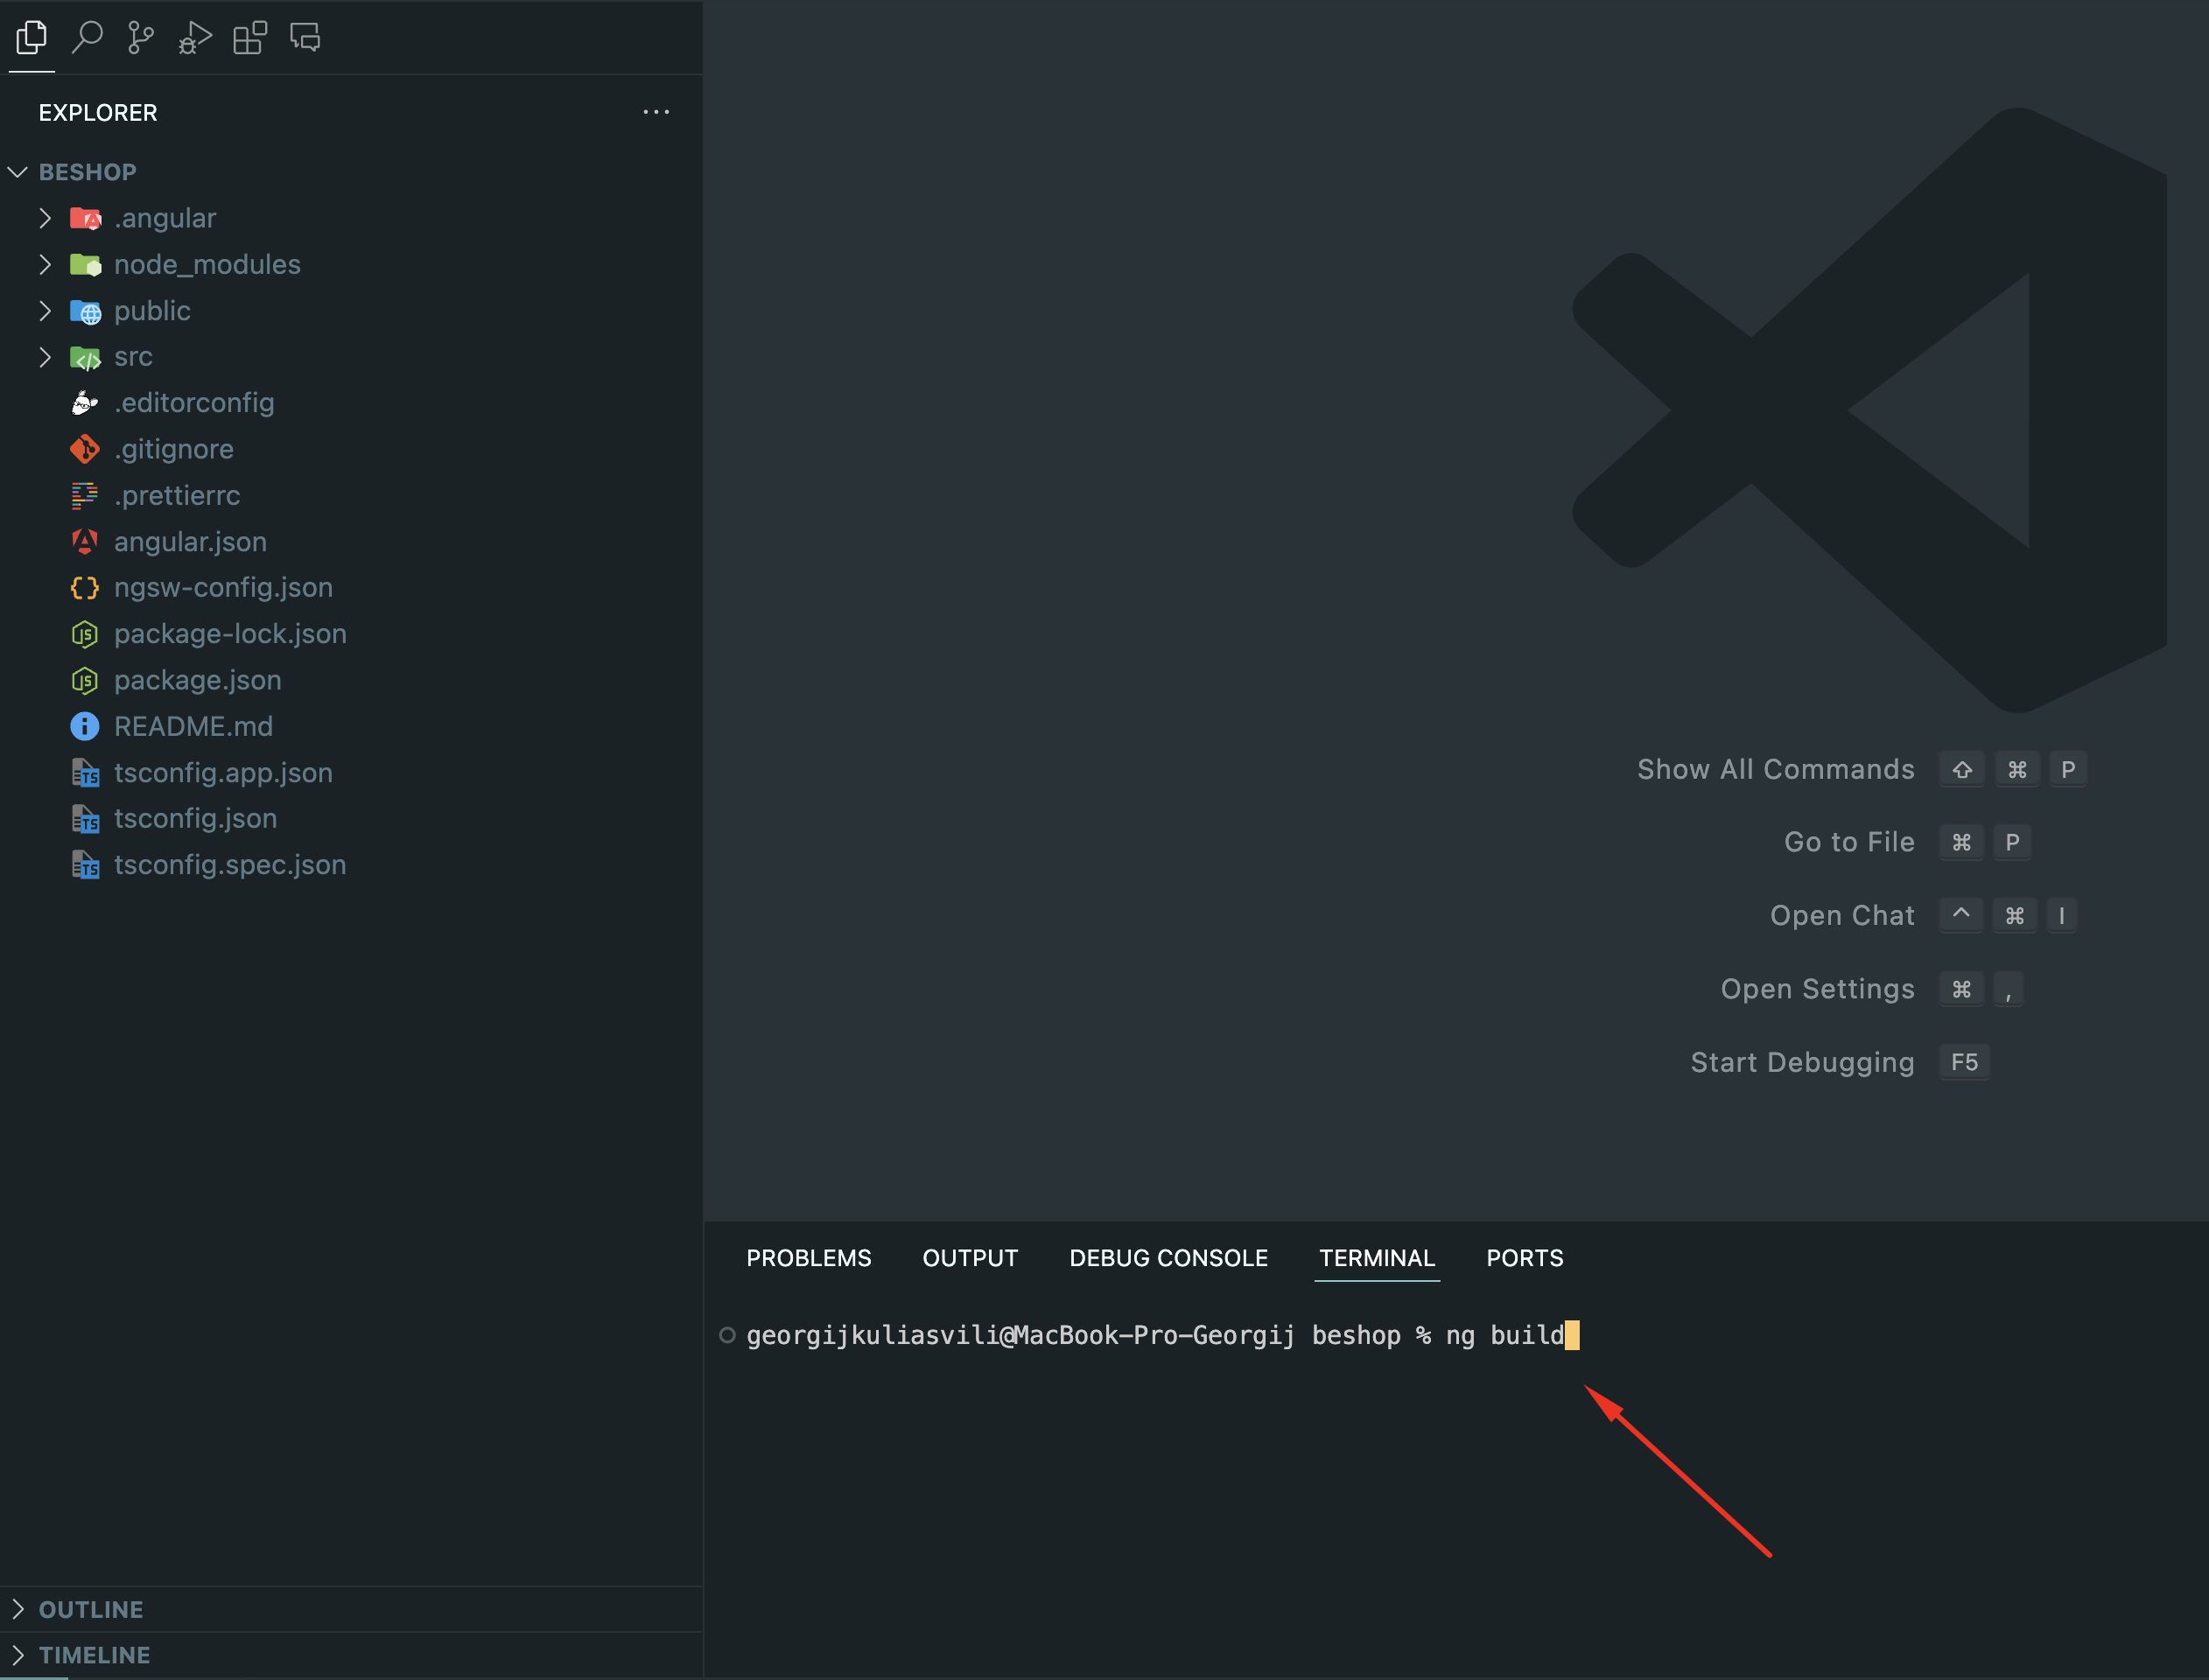 EXPLORER
BESHOP
.angular
node_modules
public
src
.editorconfig
.gitignore
.prettierrc
angular.json
ngsw-config.json
package-lock.json
package.json
README.md
tsconfig.app.json
tsconfig.json
tsconfig.spec.json
OUTLINE
TIMELINE
Show All Commands ⇧ ⌘ P
Go to File ⌘ P
Open Chat ^ ⌘ I
Open Settings ⌘ ,
Start Debugging F5
PROBLEMS OUTPUT DEBUG CONSOLE TERMINAL PORTS
georgijkuliasvili@MacBook-Pro-Georgij beshop % ng build